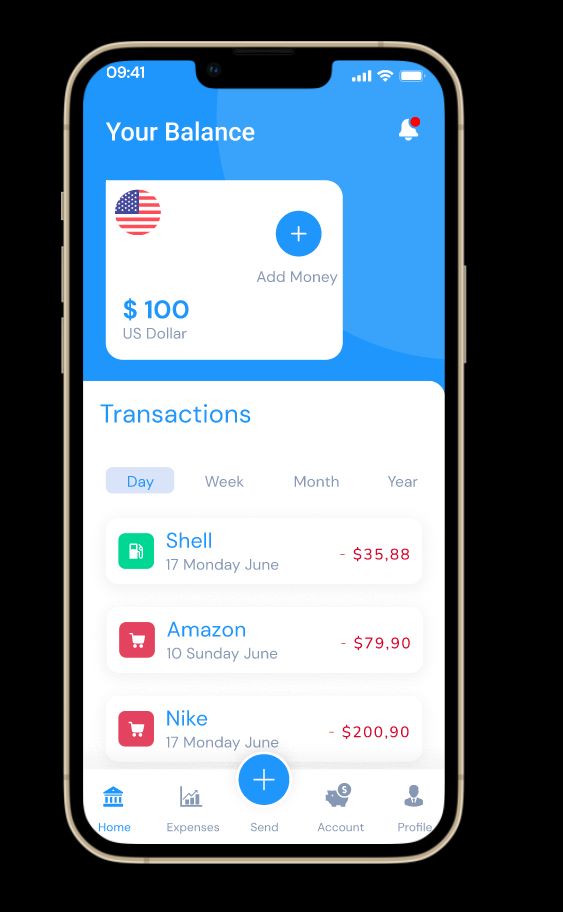 09:41
Your Balance
Add Money
$ 100
US Dollar
Transactions
Day Week Month Year
Shell
17 Monday June
- $35,88
Amazon
10 Sunday June
- $79,90
Nike
17 Monday June
- $200,90
$
Home Expenses Send Account Profile